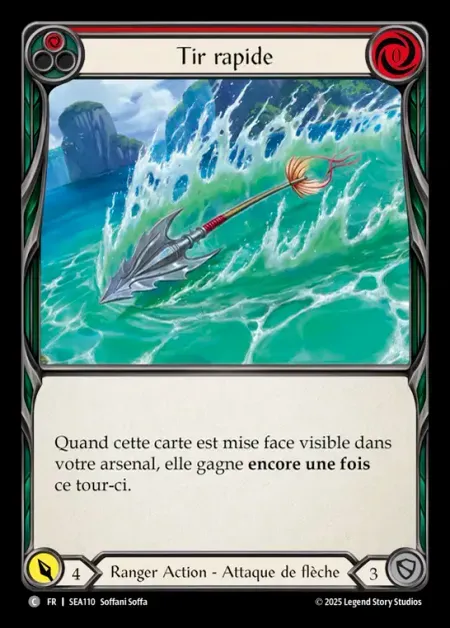 Tir rapide
0
Quand cette carte est mise face visible dans
votre arsenal, elle gagne encore une fois
ce tour-ci.
4 Ranger Action - Attaque de flèche 3
C FR | SEA110 Soffani Soffa © 2025 Legend Story Studios